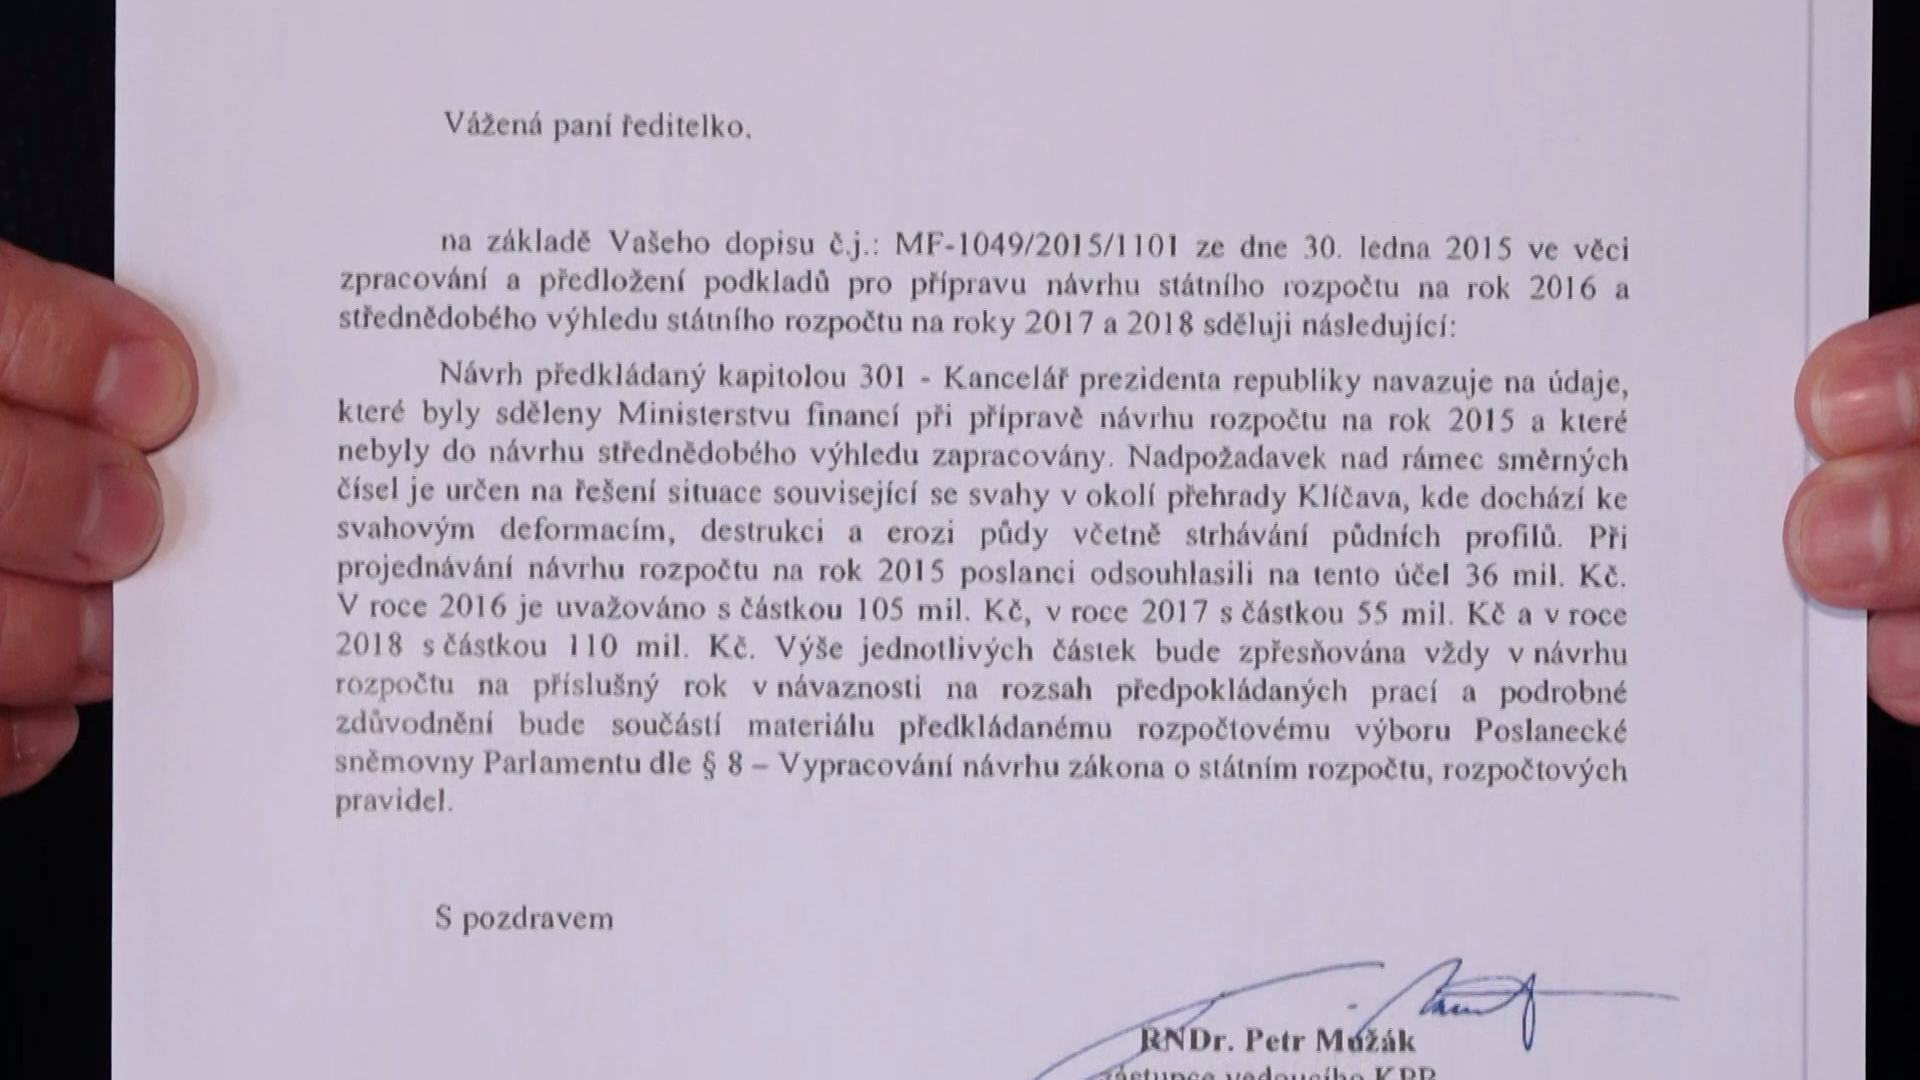 Vážená paní ředitelko.
na základě Vašeho dopisu č.j.: MF-1049/2015/1101 ze dne 30. ledna 2015 ve věci
zpracování a předložení podkladů pro přípravu návrhu státního rozpočtu na rok 2016 a
střednědobého výhledu státního rozpočtu na roky 2017 a 2018 sděluji následující:
Návrh předkládaný kapitolou 301 - Kancelář prezidenta republiky navazuje na údaje,
které byly sděleny Ministerstvu financí při přípravě návrhu rozpočtu na rok 2015 a které
nebyly do návrhu střednědobého výhledu zapracovány. Nadpožadavek nad rámec směrných
čísel je určen na řešení situace související se svahy v okolí přehrady Klíčava, kde dochází ke
svahovým deformacím, destrukci a erozi půdy včetně strhávání půdních profilů. Při
projednávání návrhu rozpočtu na rok 2015 poslanci odsouhlasili na tento účel 36 mil. Kč.
V roce 2016 je uvažováno s částkou 105 mil. Kč, v roce 2017 s částkou 55 mil. Kč a v roce
2018 s částkou 110 mil. Kč. Výše jednotlivých částek bude zpřesňována vždy v návrhu
rozpočtu na příslušný rok v návaznosti na rozsah předpokládaných prací a podrobné
zdůvodnění bude součástí materiálu předkládanému rozpočtovému výboru Poslanecké
sněmovny Parlamentu dle § 8 – Vypracování návrhu zákona o státním rozpočtu, rozpočtových
pravidel.
S pozdravem
RNDr. Petr Mužák
zástupce vedoucího KPR